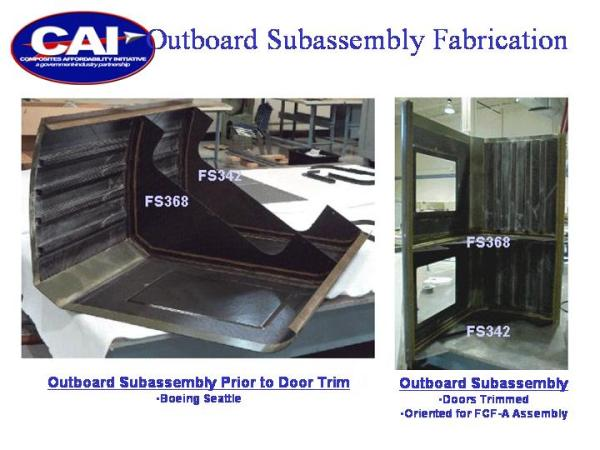 CAI
COMPOSITES AFFORDABILITY INITIATIVE
a government-industry partnership
Outboard Subassembly Fabrication
FS342
FS368
FS368
FS342
Outboard Subassembly Prior to Door Trim
•Boeing Seattle
Outboard Subassembly
•Doors Trimmed
•Oriented for FCF-A Assembly